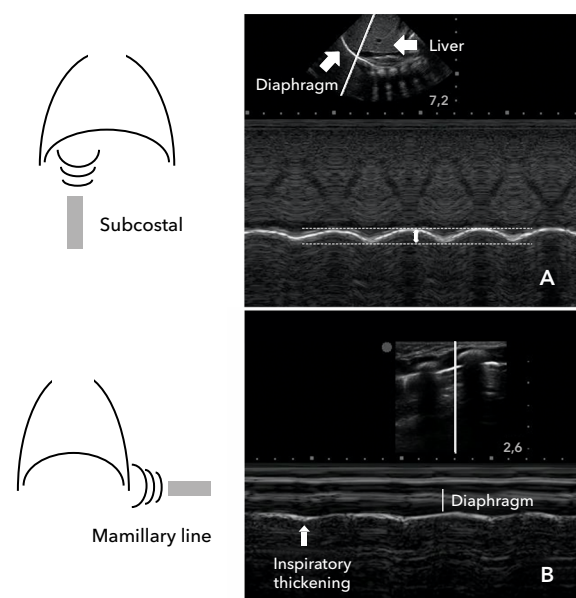 Liver
Diaphragm
7,2
Subcostal
A
2,6
Diaphragm
Mamillary line
Inspiratory
thickening
B